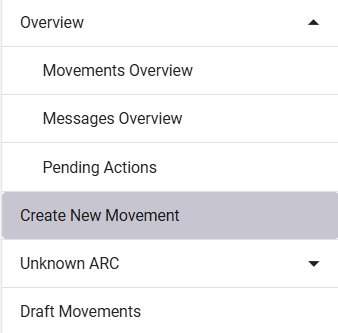 Overview
Movements Overview
Messages Overview
Pending Actions
Create New Movement
Unknown ARC
Draft Movements